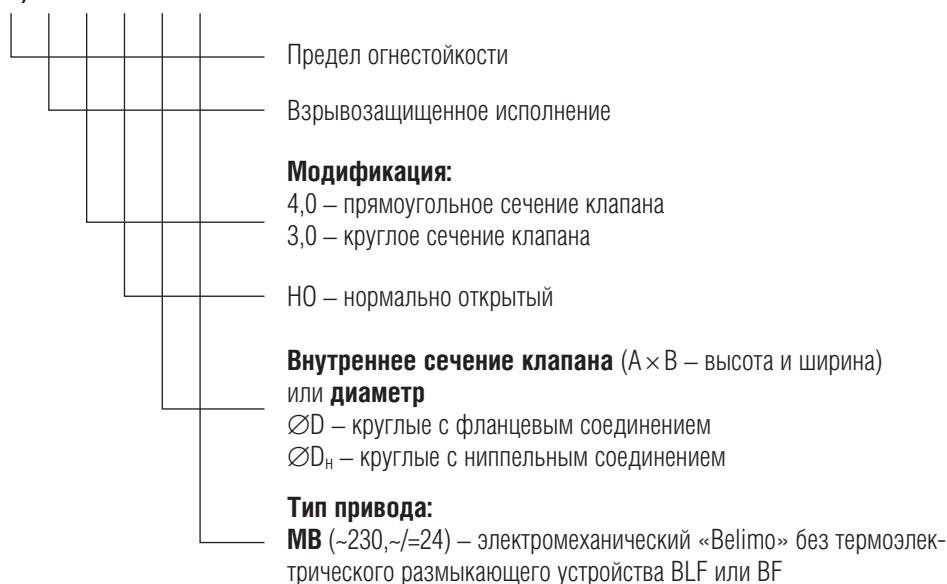 Предел огнестойкости
Взрывозащищенное исполнение
Модификация:
4,0 – прямоугольное сечение клапана
3,0 – круглое сечение клапана
НО – нормально открытый
Внутреннее сечение клапана (А × В – высота и ширина)
или диаметр
∅D – круглые с фланцевым соединением
∅Dн – круглые с ниппельным соединением
Тип привода:
МВ (~230,~/=24) – электромеханический «Belimo» без термоэлек-
трического размыкающего устройства BLF или BF